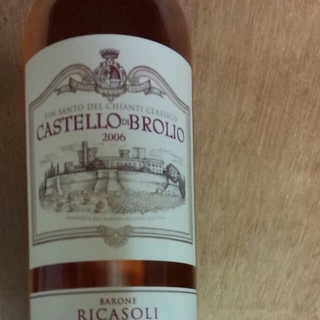 VIN SANTO DEL CHIANTI CLASSICO
CASTELLO DI BROLIO
2006
BARONE
RICASOLI